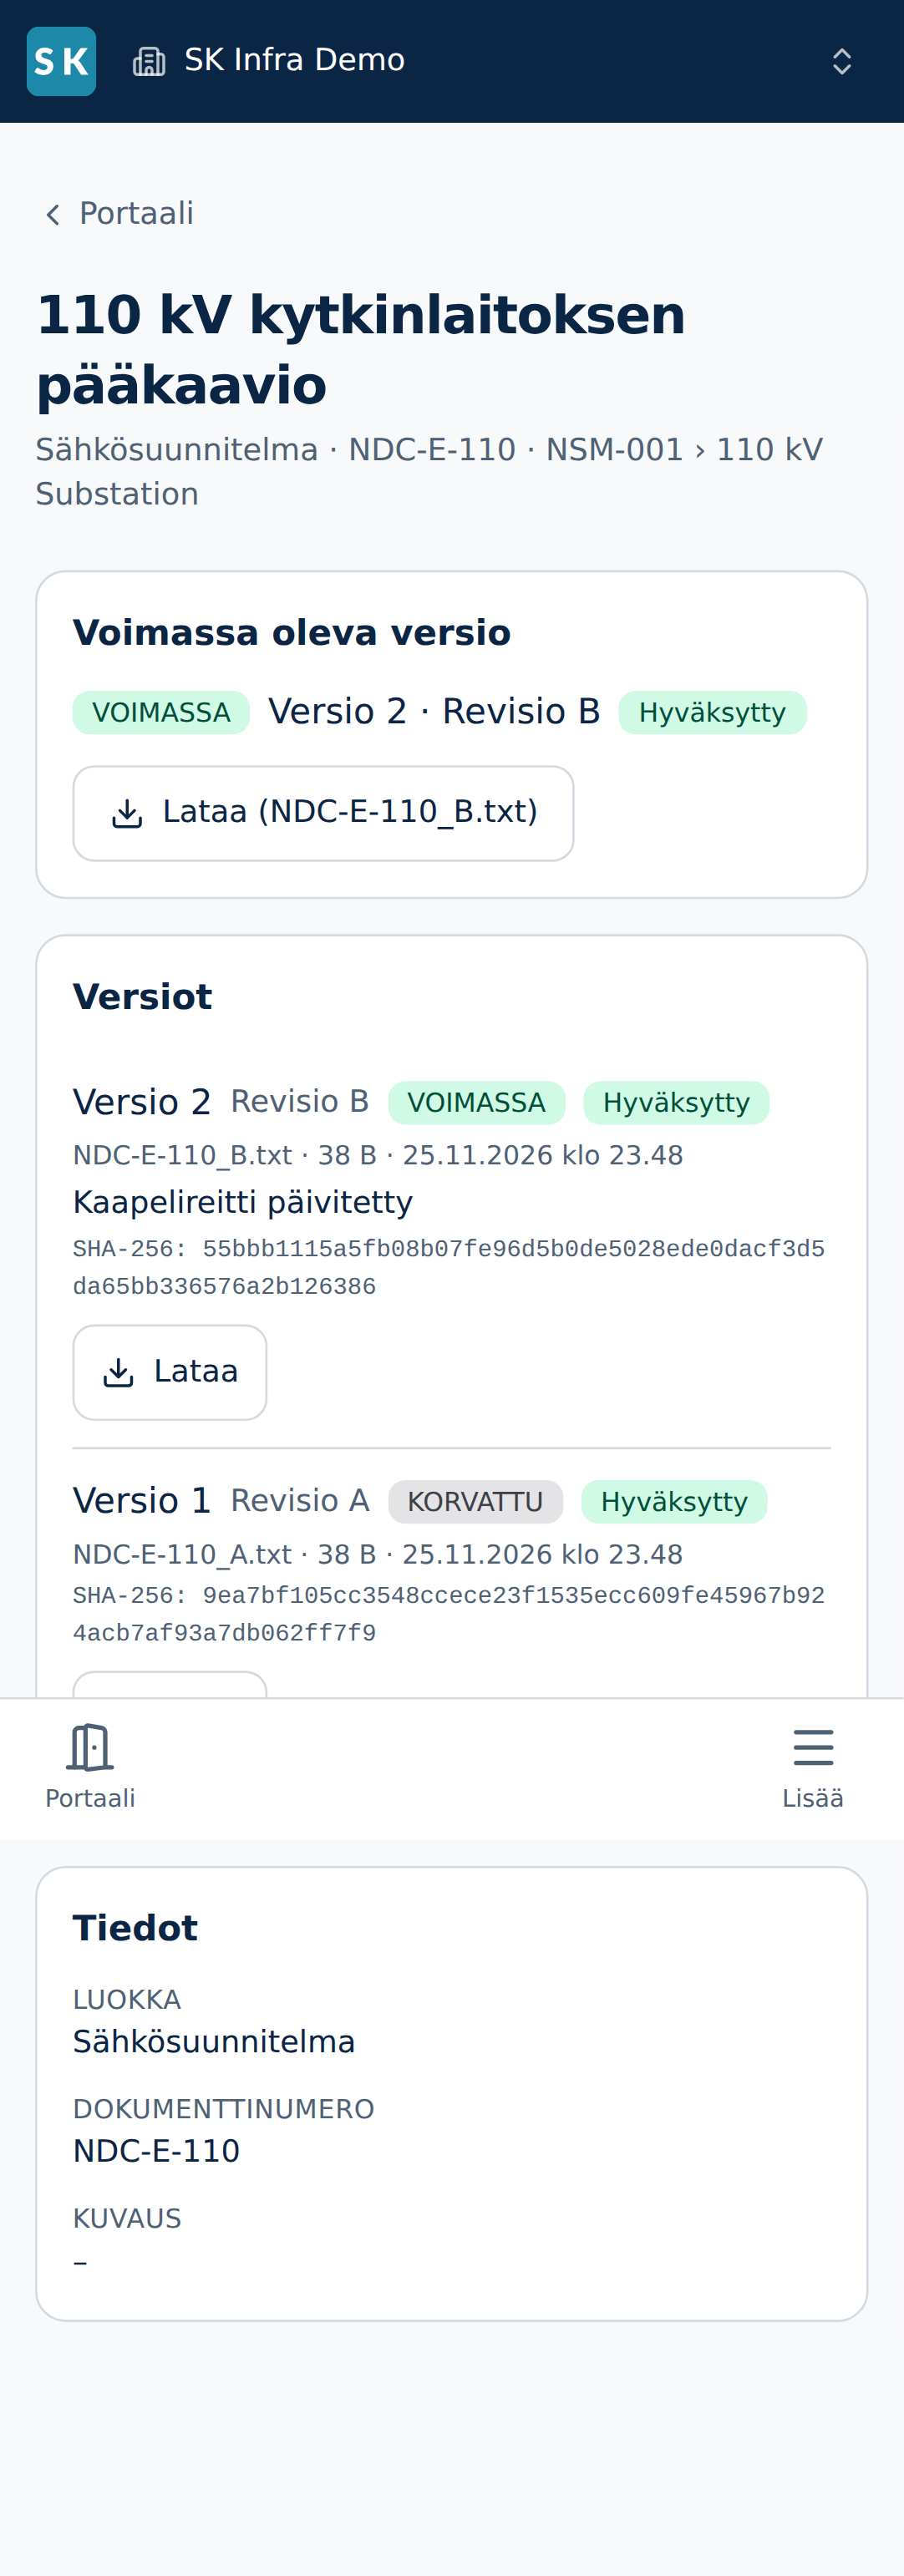 SK
SK Infra Demo
Portaali
110 kV kytkinlaitoksen
pääkaavio
Sähkösuunnitelma · NDC-E-110 · NSM-001 › 110 kV
Substation
Voimassa oleva versio
VOIMASSA Versio 2 · Revisio B Hyväksytty
Lataa (NDC-E-110_B.txt)
Versiot
Versio 2 Revisio B VOIMASSA Hyväksytty
NDC-E-110_B.txt · 38 B · 25.11.2026 klo 23.48
Kaapelireitti päivitetty
SHA-256: 55bbb1115a5fb08b07fe96d5b0de5028ede0dacf3d5
da65bb336576a2b126386
Lataa
Versio 1 Revisio A KORVATTU Hyväksytty
NDC-E-110_A.txt · 38 B · 25.11.2026 klo 23.48
SHA-256: 9ea7bf105cc3548ccece23f1535ecc609fe45967b92
4acb7af93a7db062ff7f9
Portaali Lisää
Tiedot
LUOKKA
Sähkösuunnitelma
DOKUMENTTINUMERO
NDC-E-110
KUVAUS
–